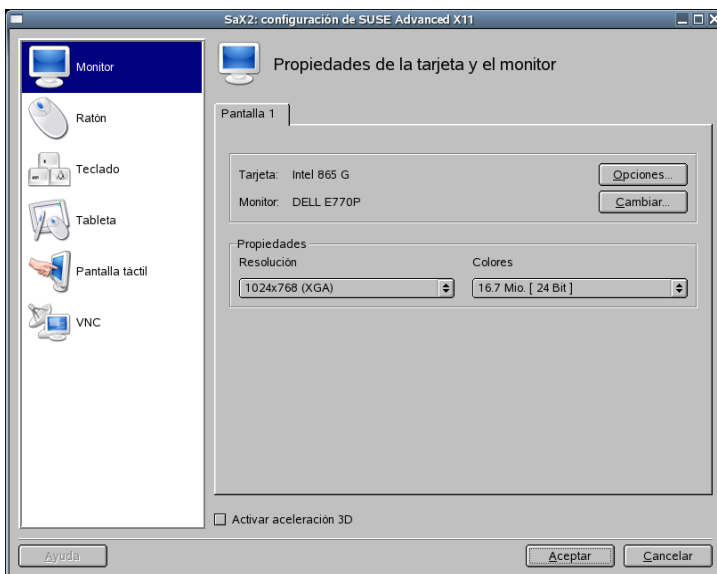 SaX2: configuración de SUSE Advanced X11
Monitor
Ratón
Teclado
Tableta
Pantalla táctil
VNC
Propiedades de la tarjeta y el monitor
Pantalla 1
Tarjeta: Intel 865 G
Opciones...
Monitor: DELL E770P
Cambiar...
Propiedades
Resolución
Colores
1024x768 (XGA)
16.7 Mio. [ 24 Bit ]
Activar aceleración 3D
Ayuda
Aceptar
Cancelar